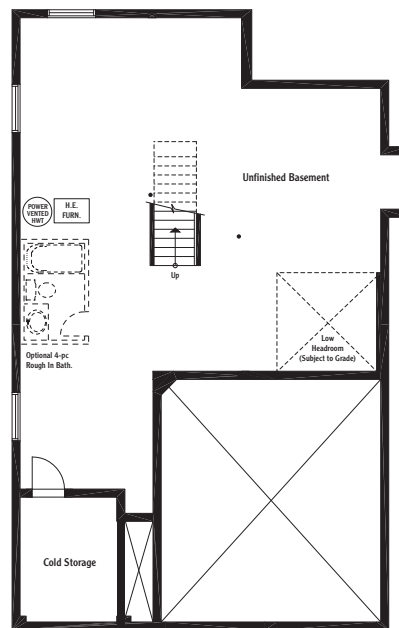 Unfinished Basement
POWER
VENTED
HWT
H.E.
FURN.
Up
Low
Headroom
(Subject to Grade)
Optional 4-pc
Rough In Bath.
Cold Storage